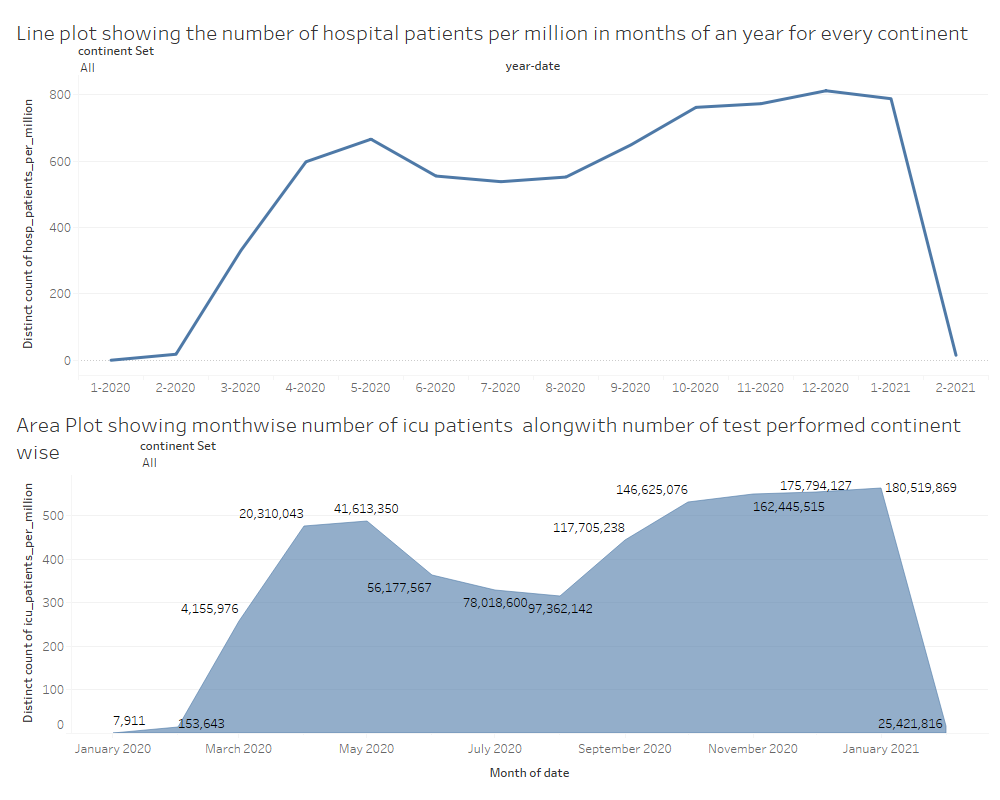 Line plot showing the number of hospital patients per million in months of an year for every continent
continent Set
All
year-date
Distinct count of hosp_patients_per_million
800
600
400
200
0
1-2020 2-2020 3-2020 4-2020 5-2020 6-2020 7-2020 8-2020 9-2020 10-2020 11-2020 12-2020 1-2021 2-2021
Area Plot showing monthwise number of icu patients  alongwith number of test performed continent
wise
continent Set
All
Distinct count of icu_patients_per_million
500
400
300
200
100
0
7,911
153,643
4,155,976
20,310,043
41,613,350
56,177,567
78,018,600
97,362,142
117,705,238
146,625,076
162,445,515
175,794,127
180,519,869
25,421,816
January 2020 March 2020 May 2020 July 2020 September 2020 November 2020 January 2021
Month of date